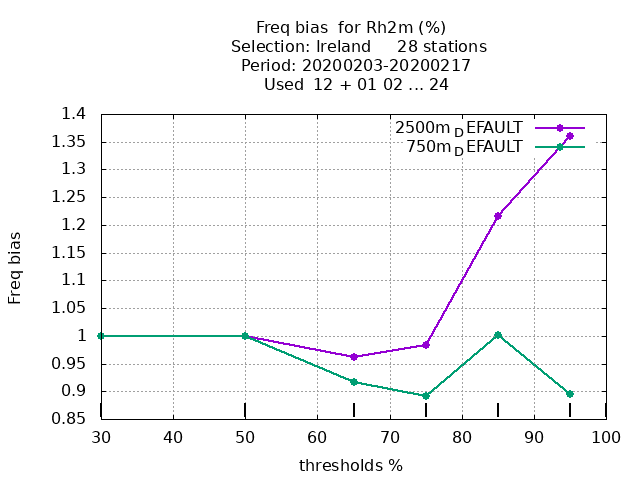 Freq bias  for Rh2m (%)
Selection: Ireland     28 stations
Period: 20200203-20200217
Used  12 + 01 02 ... 24
2500m_DEFAULT
750m_DEFAULT
Freq bias
1.4
1.35
1.3
1.25
1.2
1.15
1.1
1.05
1
0.95
0.9
0.85
30 40 50 60 70 80 90 100
thresholds %